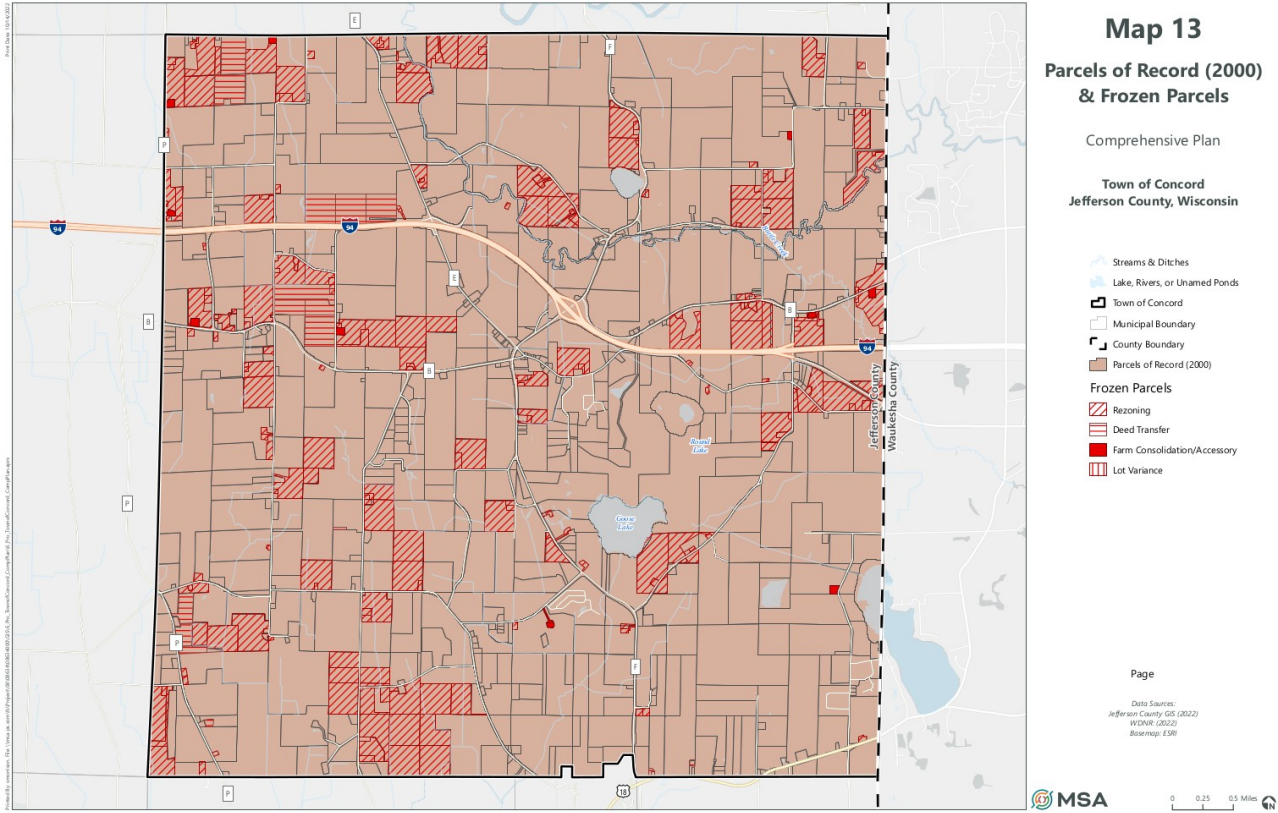 Map 13
Parcels of Record (2000)
& Frozen Parcels
Comprehensive Plan
Town of Concord
Jefferson County, Wisconsin
Streams & Ditches
Lake, Rivers, or Unamed Ponds
Town of Concord
Municipal Boundary
County Boundary
Parcels of Record (2000)
Frozen Parcels
Rezoning
Deed Transfer
Farm Consolidation/Accessory
Lot Variance
Page
Data Sources:
Jefferson County GIS (2022)
WDNR (2022)
Basemap: ESRI
MSA
0 0.25 0.5 Miles
N
E
F
P
94
94
E
B
B
94
B
Jefferson County
Waukesha County
Round
Lake
P
Goose
Lake
P
F
P
18